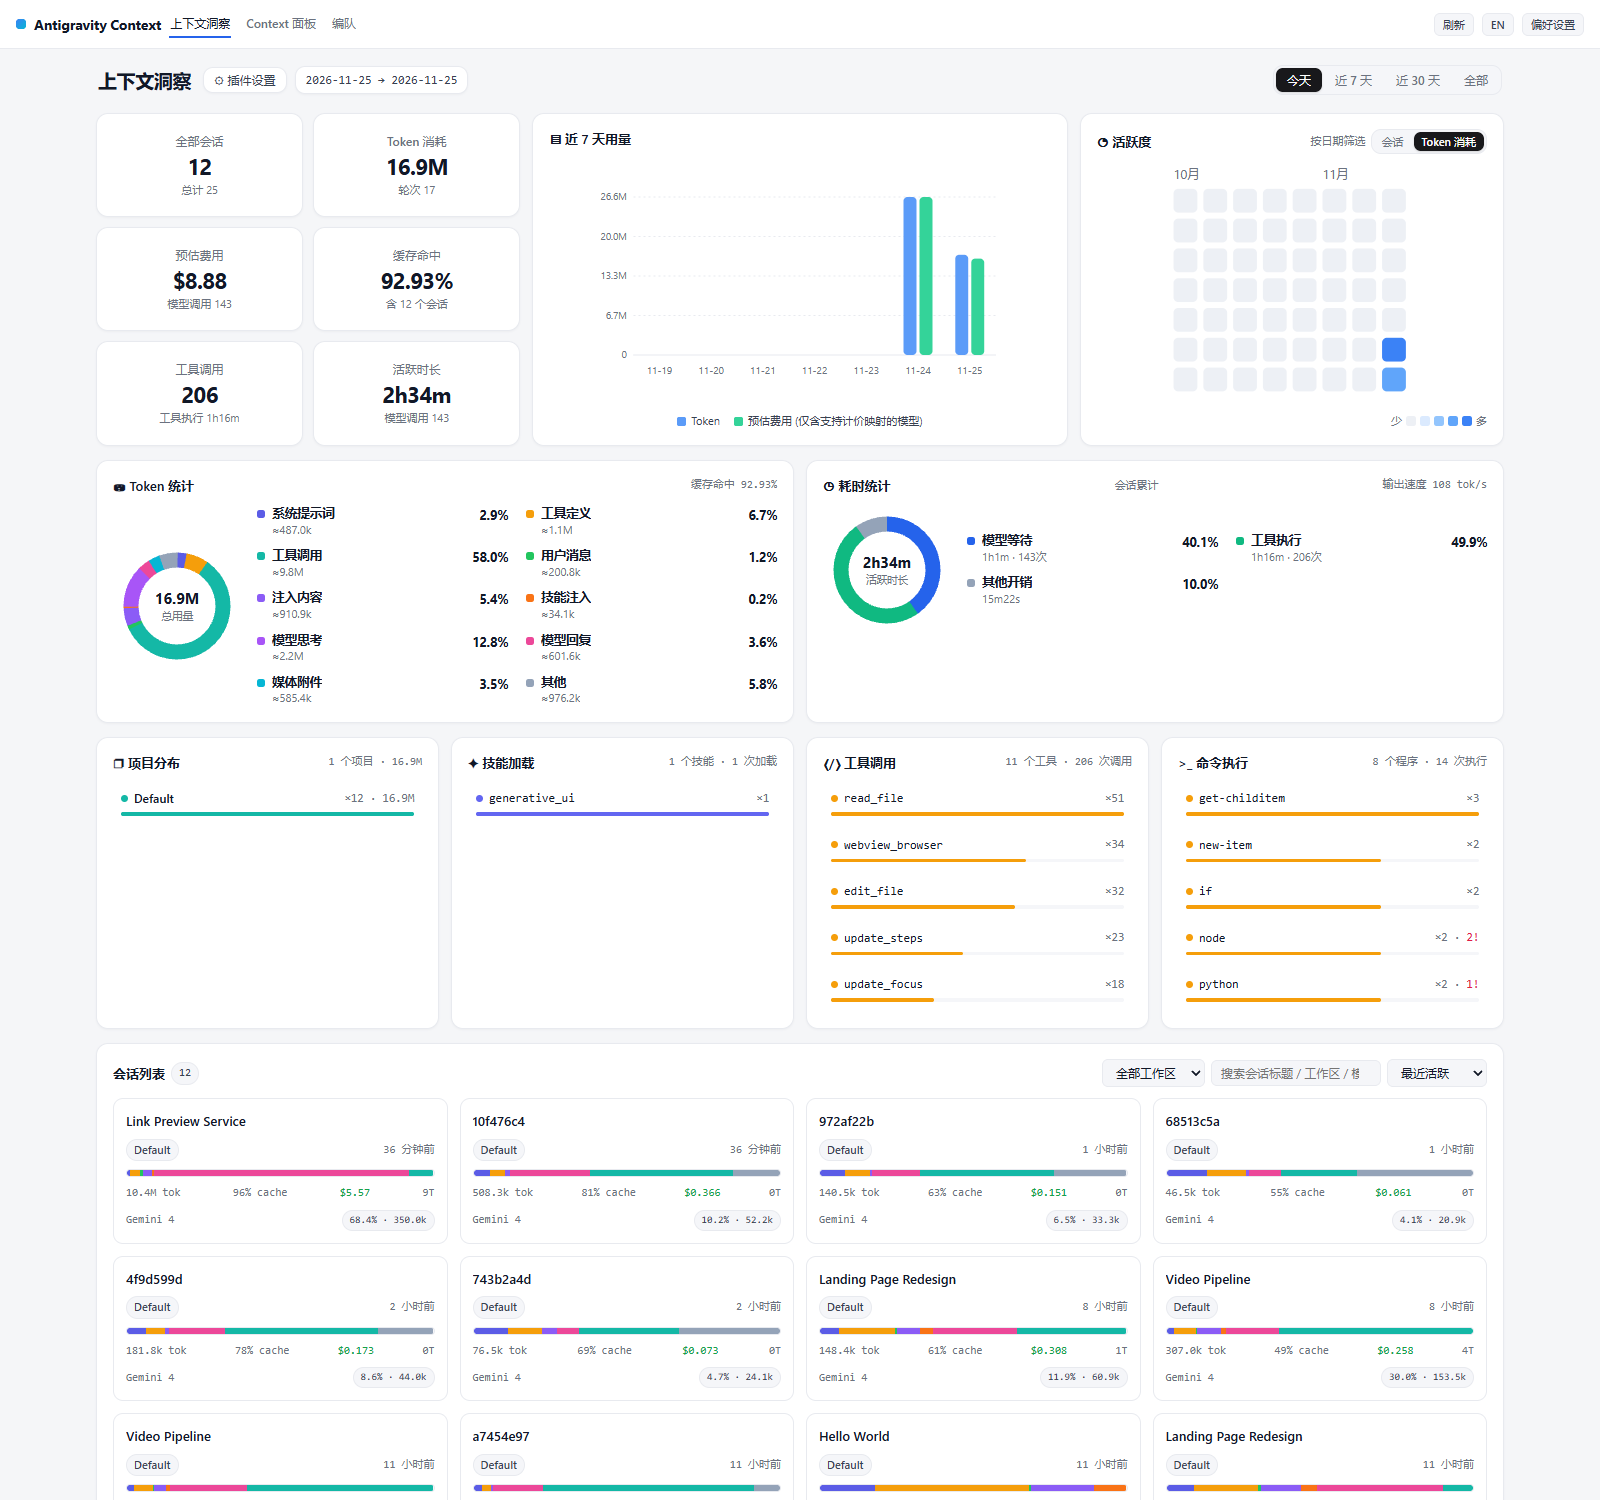 Antigravity Context 上下文洞察 Context 面板 编队 刷新 EN 偏好设置
上下文洞察 插件设置 2026-11-25 → 2026-11-25 今天 近 7 天 近 30 天 全部
全部会话
12
总计 25
Token 消耗
16.9M
轮次 17
预估费用
$8.88
模型调用 143
缓存命中
92.93%
含 12 个会话
工具调用
206
工具执行 1h16m
活跃时长
2h34m
模型调用 143
近 7 天用量
26.6M
20.0M
13.3M
6.7M
0
11-19 11-20 11-21 11-22 11-23 11-24 11-25
Token 预估费用 (仅含支持计价映射的模型)
活跃度 按日期筛选 会话 Token 消耗
10月 11月
少 多
Token 统计 缓存命中 92.93%
16.9M
总用量
系统提示词 2.9%
≈487.0k
工具定义 6.7%
≈1.1M
工具调用 58.0%
≈9.8M
用户消息 1.2%
≈200.8k
注入内容 5.4%
≈910.9k
技能注入 0.2%
≈34.1k
模型思考 12.8%
≈2.2M
模型回复 3.6%
≈601.6k
媒体附件 3.5%
≈585.4k
其他 5.8%
≈976.2k
耗时统计 会话累计 输出速度 108 tok/s
2h34m
活跃时长
模型等待 40.1%
1h1m · 143次
工具执行 49.9%
1h16m · 206次
其他开销 10.0%
15m22s
项目分布 1 个项目 · 16.9M
Default ×12 · 16.9M
技能加载 1 个技能 · 1 次加载
generative_ui ×1
工具调用 11 个工具 · 206 次调用
read_file ×51
webview_browser ×34
edit_file ×32
update_steps ×23
update_focus ×18
>_ 命令执行 8 个程序 · 14 次执行
get-childitem ×3
new-item ×2
if ×2
node ×2 · 2!
python ×2 · 1!
会话列表 12 全部工作区 搜索会话标题 / 工作区 / 最近活跃
Link Preview Service
Default 36 分钟前
10.4M tok 96% cache $5.57 9T
Gemini 4 68.4% · 350.0k
10f476c4
Default 36 分钟前
508.3k tok 81% cache $0.366 0T
Gemini 4 10.2% · 52.2k
972af22b
Default 1 小时前
140.5k tok 63% cache $0.151 0T
Gemini 4 6.5% · 33.3k
68513c5a
Default 1 小时前
46.5k tok 55% cache $0.061 0T
Gemini 4 4.1% · 20.9k
4f9d599d
Default 2 小时前
181.8k tok 78% cache $0.173 0T
Gemini 4 8.6% · 44.0k
743b2a4d
Default 2 小时前
76.5k tok 69% cache $0.073 0T
Gemini 4 4.7% · 24.1k
Landing Page Redesign
Default 8 小时前
148.4k tok 61% cache $0.308 1T
Gemini 4 11.9% · 60.9k
Video Pipeline
Default 8 小时前
307.0k tok 49% cache $0.258 4T
Gemini 4 30.0% · 153.5k
Video Pipeline
Default 11 小时前
a7454e97
Default 11 小时前
Hello World
Default 11 小时前
Landing Page Redesign
Default 11 小时前